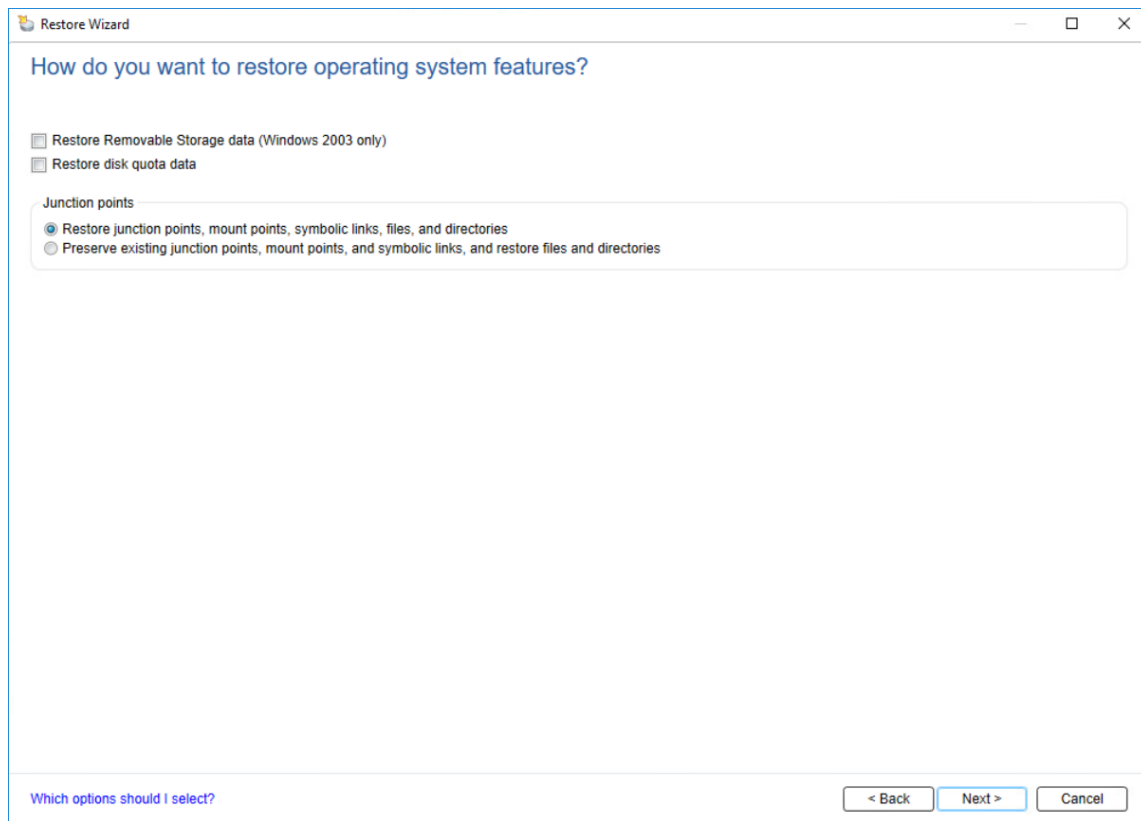 Restore Wizard
How do you want to restore operating system features?
Restore Removable Storage data (Windows 2003 only)
Restore disk quota data
Junction points
Restore junction points, mount points, symbolic links, files, and directories
Preserve existing junction points, mount points, and symbolic links, and restore files and directories
Which options should I select?
< Back
Next >
Cancel